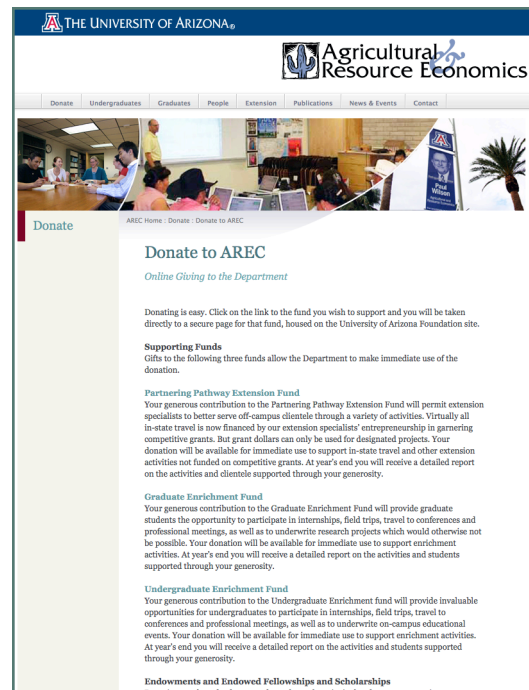 THE UNIVERSITY OF ARIZONA®
Agricultural &
Resource Economics
Donate Undergraduates Graduates People Extension Publications News & Events Contact
Paul
Wilson
Donate
AREC Home : Donate : Donate to AREC
Donate to AREC
Online Giving to the Department
Donating is easy. Click on the link to the fund you wish to support and you will be taken
directly to a secure page for that fund, housed on the University of Arizona Foundation site.
Supporting Funds
Gifts to the following three funds allow the Department to make immediate use of the
donation.
Partnering Pathway Extension Fund
Your generous contribution to the Partnering Pathway Extension Fund will permit extension
specialists to better serve off-campus clientele through a variety of activities. Virtually all
in-state travel is now financed by our extension specialists' entrepreneurship in garnering
competitive grants. But grant dollars can only be used for designated projects. Your
donation will be available for immediate use to support in-state travel and other extension
activities not funded on competitive grants. At year's end you will receive a detailed report
on the activities and clientele supported through your generosity.
Graduate Enrichment Fund
Your generous contribution to the Graduate Enrichment Fund will provide graduate
students the opportunity to participate in internships, field trips, travel to conferences and
professional meetings, as well as to underwrite research projects which would otherwise not
be possible. Your donation will be available for immediate use to support enrichment
activities. At year's end you will receive a detailed report on the activities and students
supported through your generosity.
Undergraduate Enrichment Fund
Your generous contribution to the Undergraduate Enrichment fund will provide invaluable
opportunities for undergraduates to participate in internships, field trips, travel to
conferences and professional meetings, as well as to underwrite on-campus educational
events. Your donation will be available for immediate use to support enrichment activities.
At year's end you will receive a detailed report on the activities and students supported
through your generosity.
Endowments and Endowed Fellowships and Scholarships